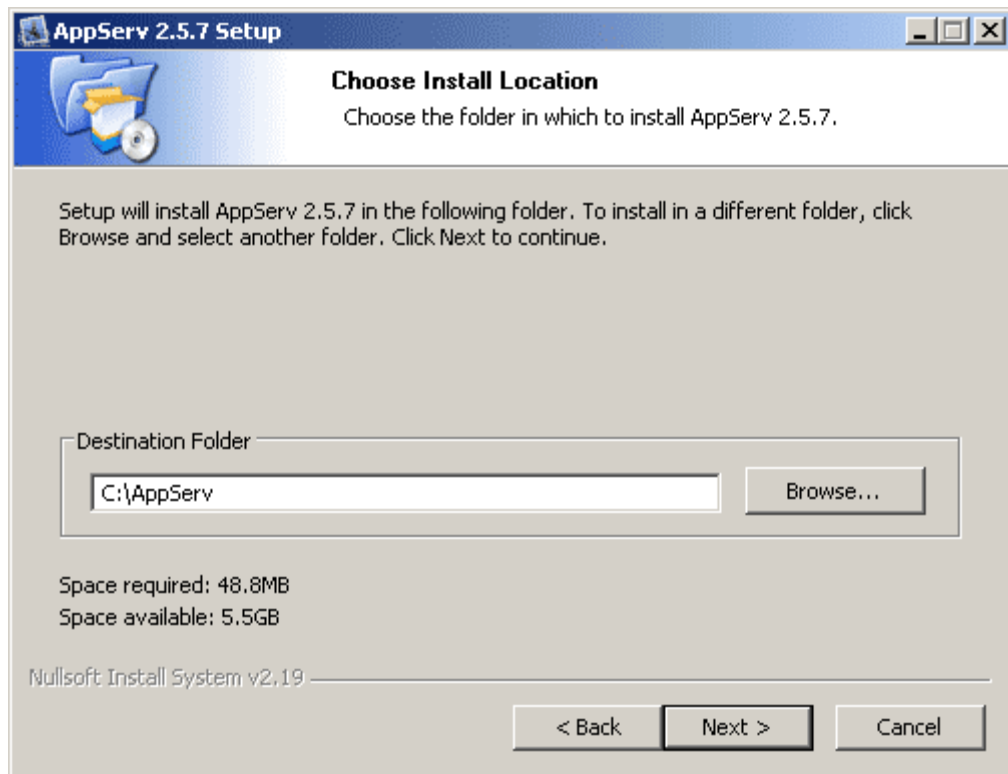 AppServ 2.5.7 Setup
Choose Install Location
Choose the folder in which to install AppServ 2.5.7.
Setup will install AppServ 2.5.7 in the following folder. To install in a different folder, click
Browse and select another folder. Click Next to continue.
Destination Folder
C:\AppServ
Browse...
Space required: 48.8MB
Space available: 5.5GB
Nullsoft Install System v2.19
< Back
Next >
Cancel